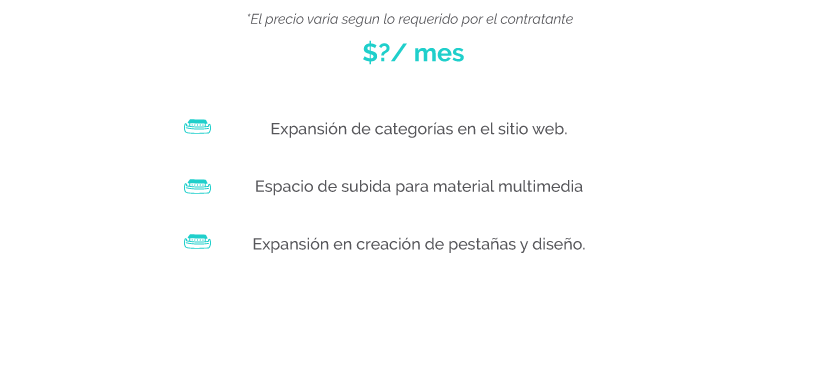 *El precio varia segun lo requerido por el contratante
$?/ mes
Expansión de categorías en el sitio web.
Espacio de subida para material multimedia
Expansión en creación de pestañas y diseño.